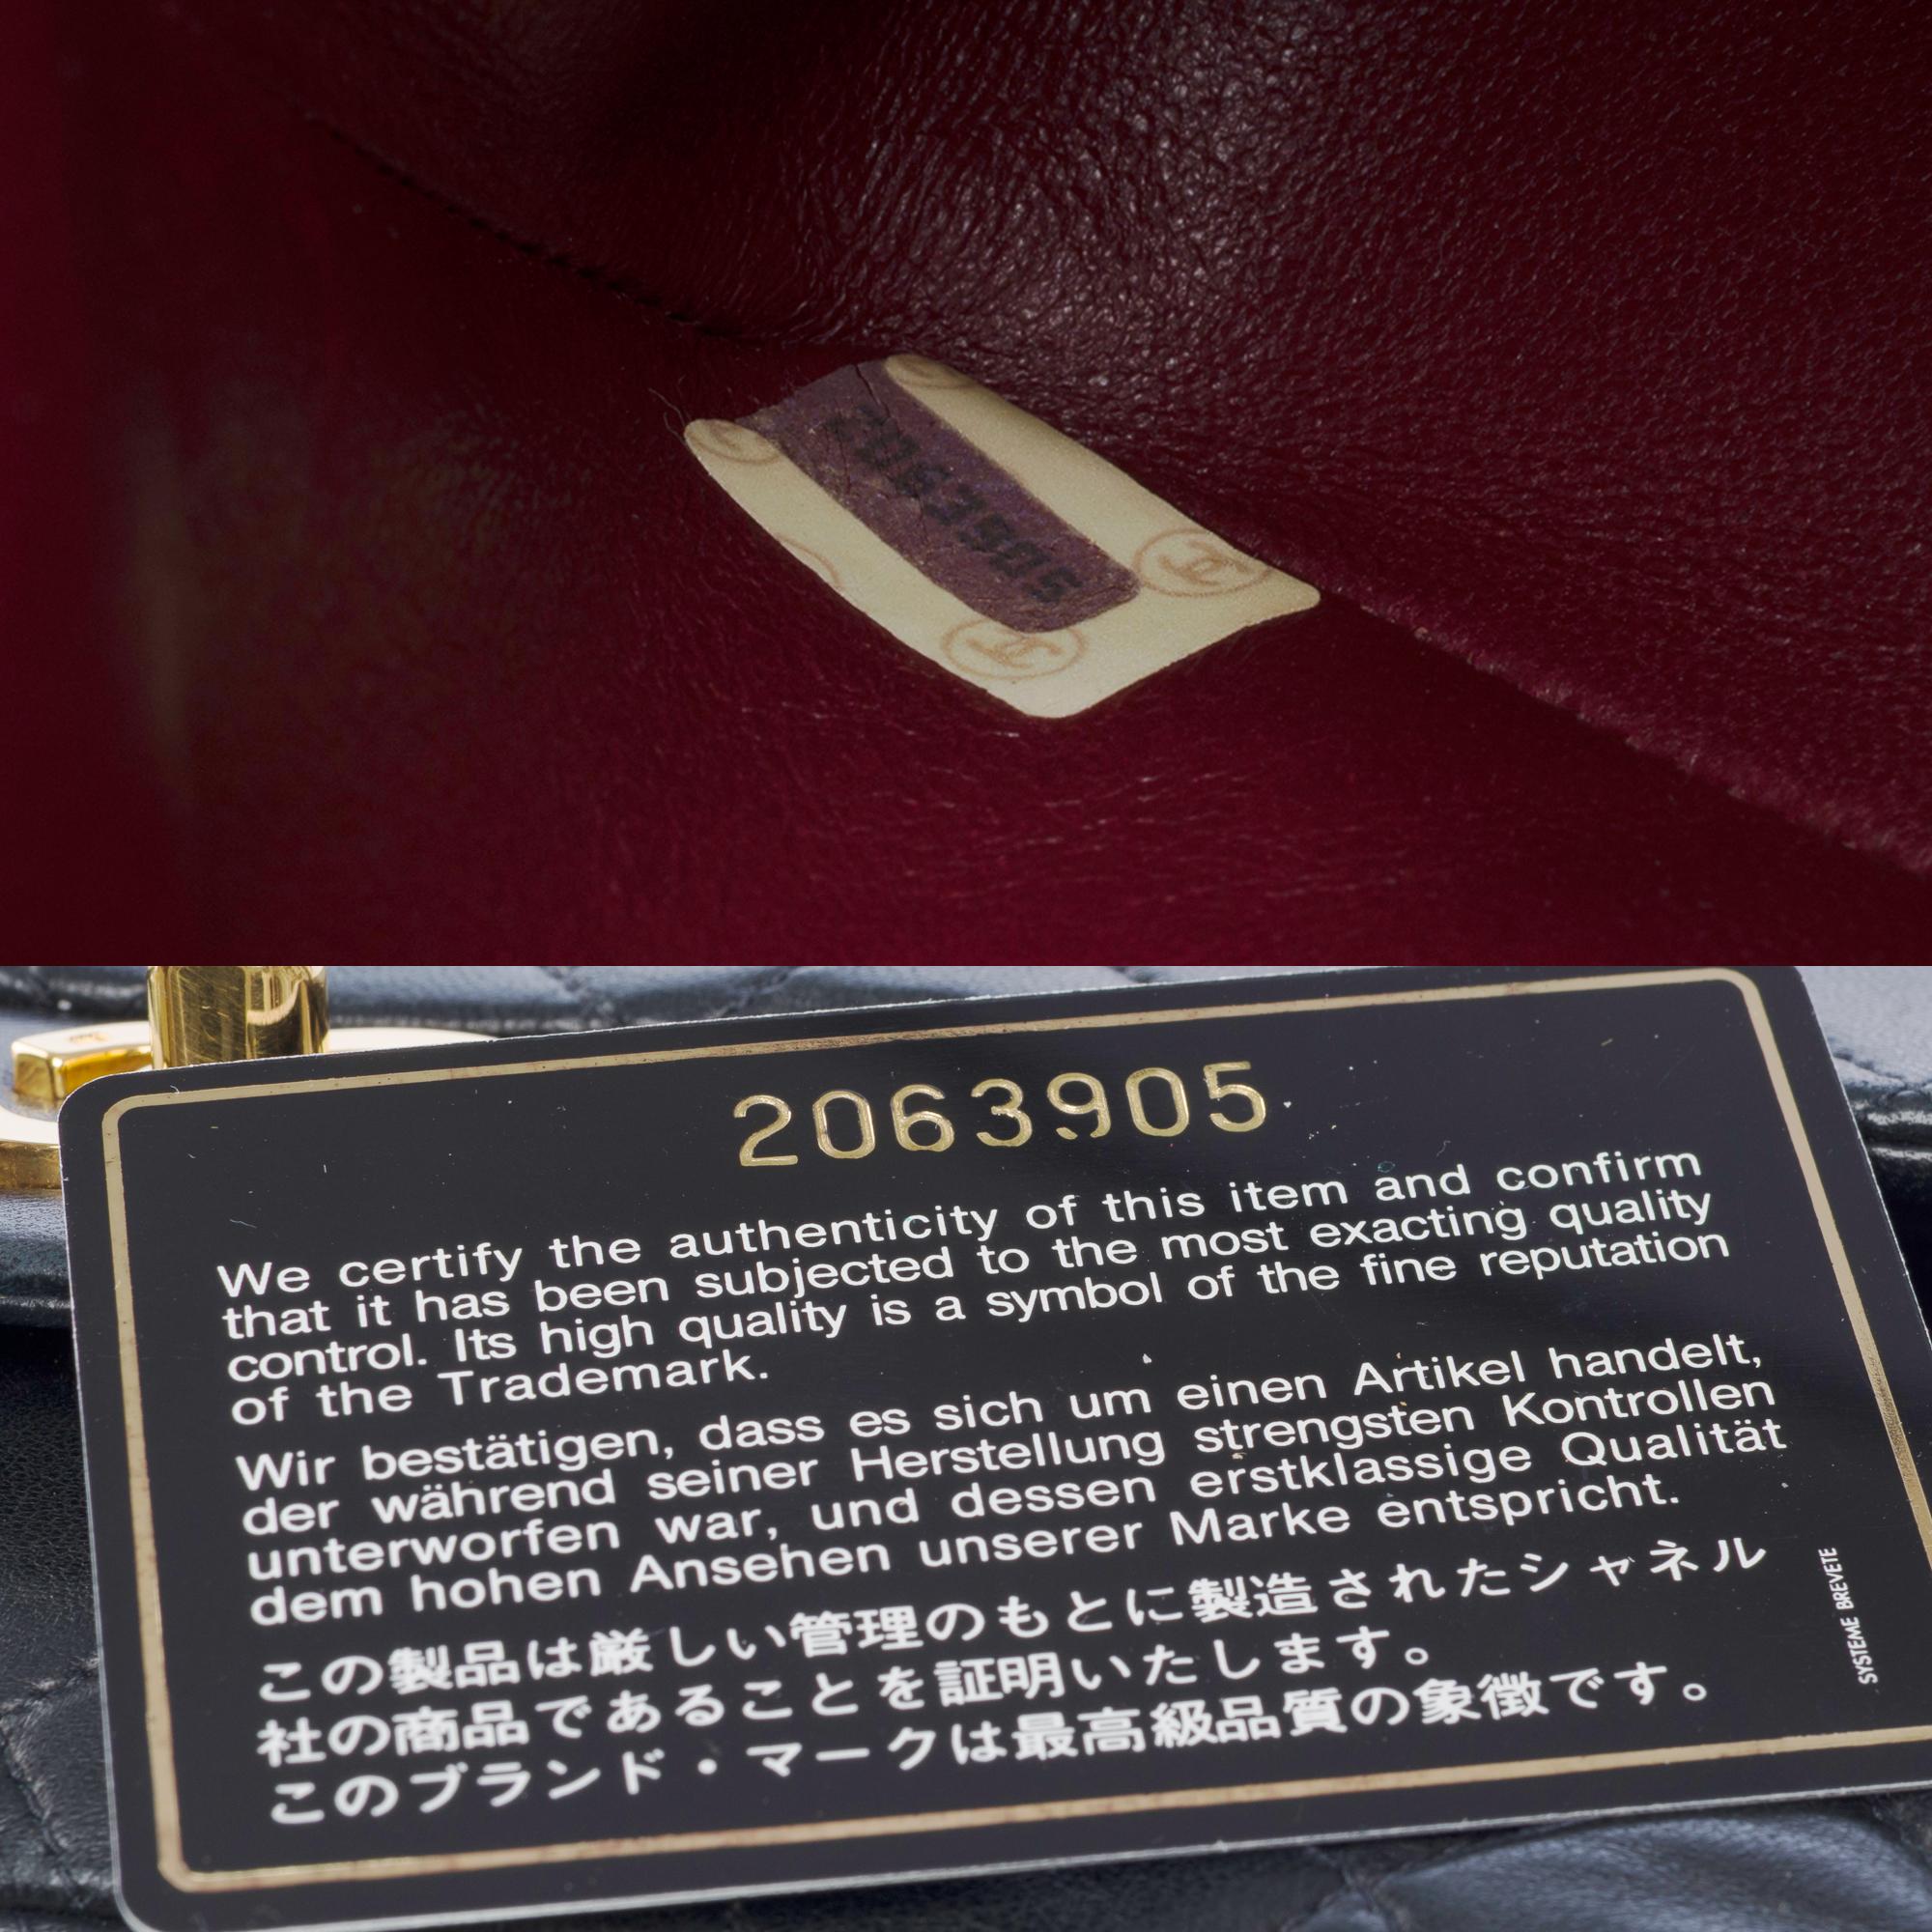 2063905
2063905
We certify the authenticity of this item and confirm
that it has been subjected to the most exacting quality
control. Its high quality is a symbol of the fine reputation
of the Trademark.
Wir bestätigen, dass es sich um einen Artikel handelt,
der während seiner Herstellung strengsten Kontrollen
unterworfen war, und dessen erstklassige Qualität
dem hohen Ansehen unserer Marke entspricht.
この製品は厳しい管理のもとに製造されたシャネル
社の商品であることを証明いたします。
このブランド・マークは最高級品質の象徴です。
SYSTEME BREVETE